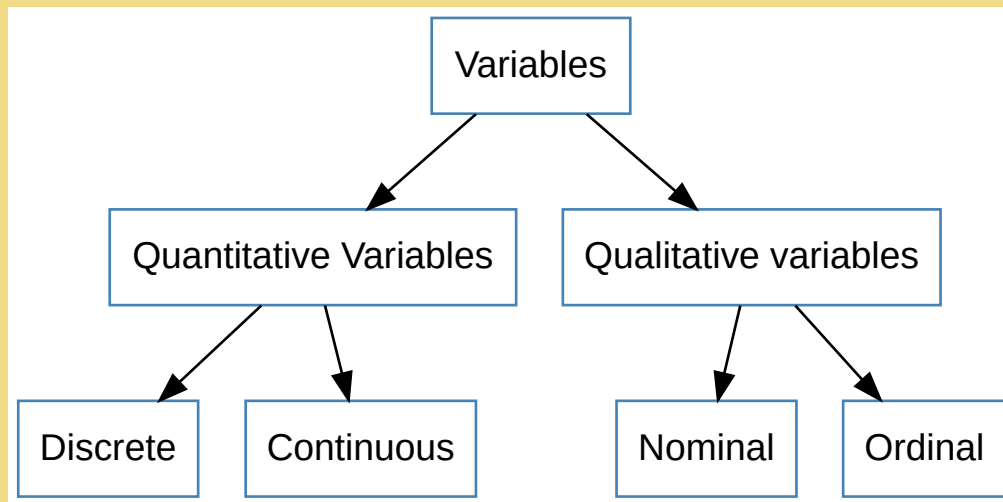 Variables
Quantitative Variables
Qualitative variables
Discrete
Continuous
Nominal
Ordinal